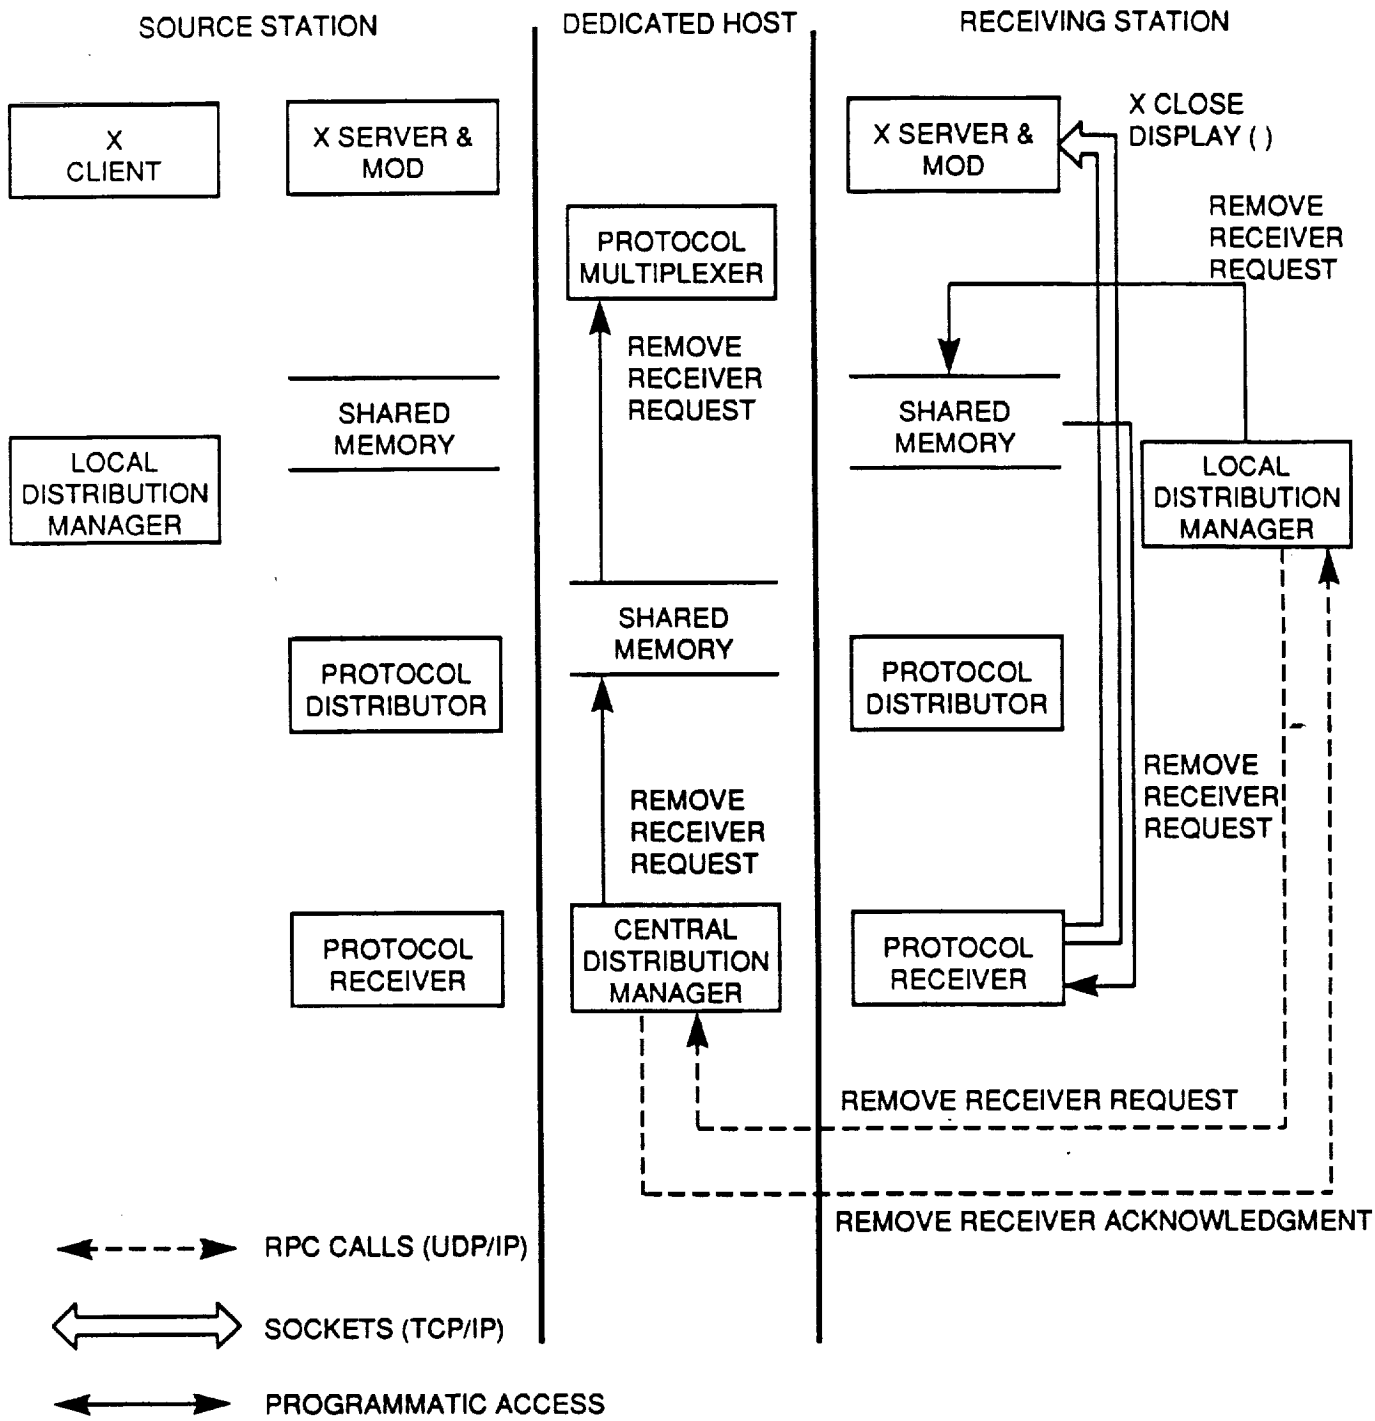 SOURCE STATION
DEDICATED HOST
RECEIVING STATION
X
CLIENT
X SERVER &
MOD
X SERVER &
MOD
X CLOSE
DISPLAY ( )
REMOVE
RECEIVER
REQUEST
PROTOCOL
MULTIPLEXER
REMOVE
RECEIVER
REQUEST
SHARED
MEMORY
SHARED
MEMORY
LOCAL
DISTRIBUTION
MANAGER
LOCAL
DISTRIBUTION
MANAGER
SHARED
MEMORY
PROTOCOL
DISTRIBUTOR
PROTOCOL
DISTRIBUTOR
REMOVE
RECEIVER
REQUEST
REMOVE
RECEIVER
REQUEST
PROTOCOL
RECEIVER
CENTRAL
DISTRIBUTION
MANAGER
PROTOCOL
RECEIVER
REMOVE RECEIVER REQUEST
REMOVE RECEIVER ACKNOWLEDGMENT
RPC CALLS (UDP/IP)
SOCKETS (TCP/IP)
PROGRAMMATIC ACCESS